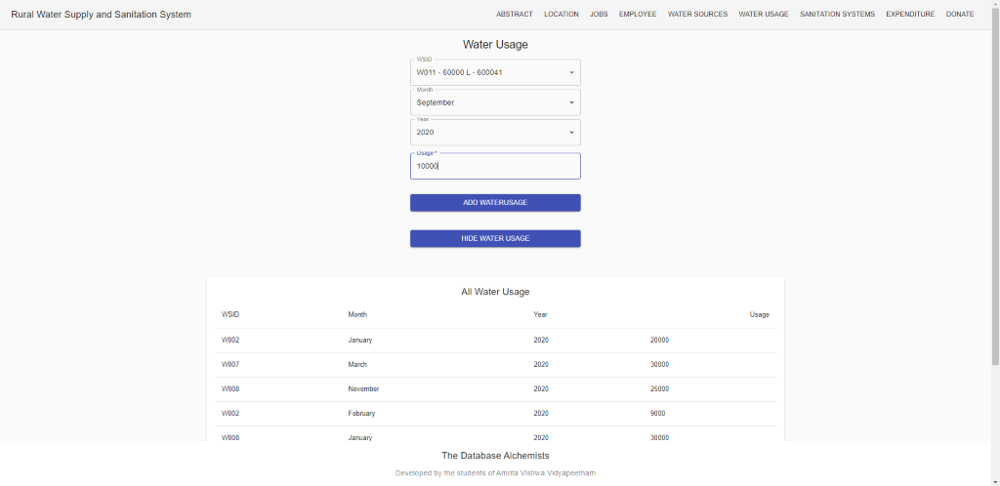 Rural Water Supply and Sanitation System
ABSTRACT LOCATION JOBS EMPLOYEE WATER SOURCES WATER USAGE SANITATION SYSTEMS EXPENDITURE DONATE
Water Usage
WSID
W011 - 60000 L - 600041
Month
September
Year
2020
Usage *
10000
ADD WATERUSAGE
HIDE WATER USAGE
All Water Usage
WSID Month Year Usage
W002 January 2020 20000
W007 March 2020 30000
W008 November 2020 25000
W002 February 2020 9000
W008 January 2020 30000
The Database Alchemists
Developed by the students of Amrita Vishwa Vidyapeetham